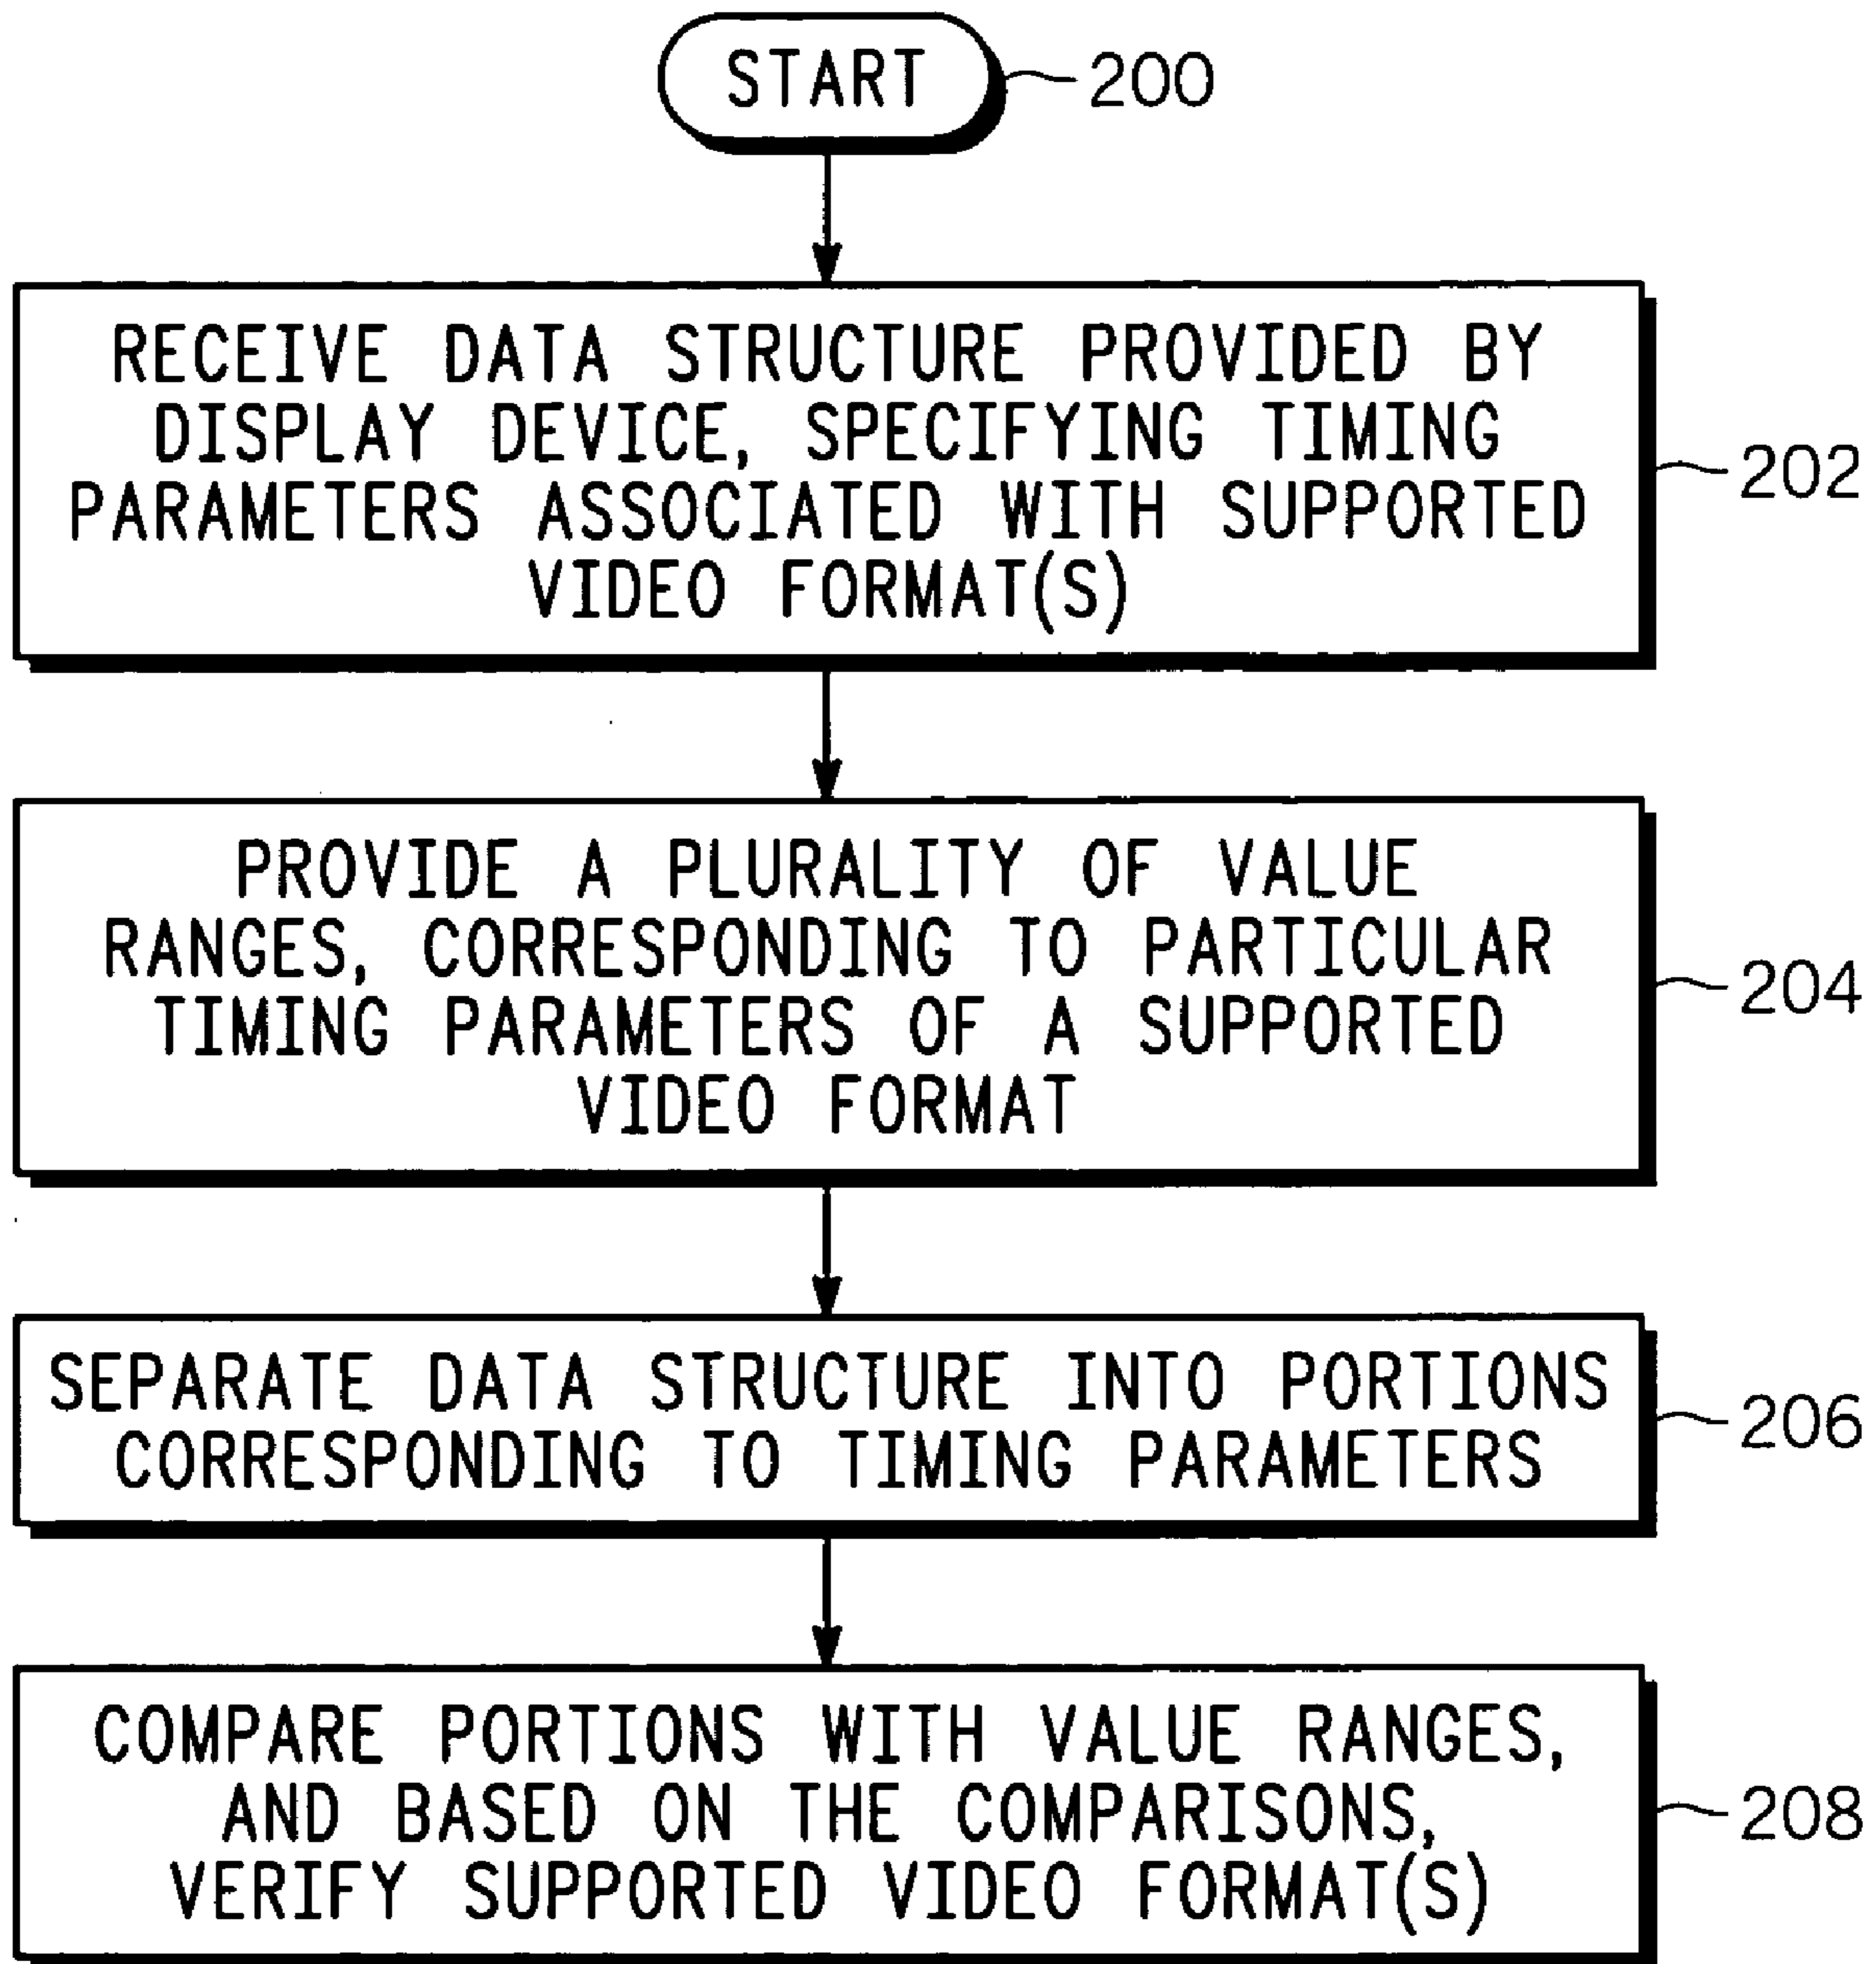 START
200
RECEIVE DATA STRUCTURE PROVIDED BY
DISPLAY DEVICE, SPECIFYING TIMING
PARAMETERS ASSOCIATED WITH SUPPORTED
VIDEO FORMAT(S)
202
PROVIDE A PLURALITY OF VALUE
RANGES, CORRESPONDING TO PARTICULAR
TIMING PARAMETERS OF A SUPPORTED
VIDEO FORMAT
204
SEPARATE DATA STRUCTURE INTO PORTIONS
CORRESPONDING TO TIMING PARAMETERS
206
COMPARE PORTIONS WITH VALUE RANGES,
AND BASED ON THE COMPARISONS,
VERIFY SUPPORTED VIDEO FORMAT(S)
208